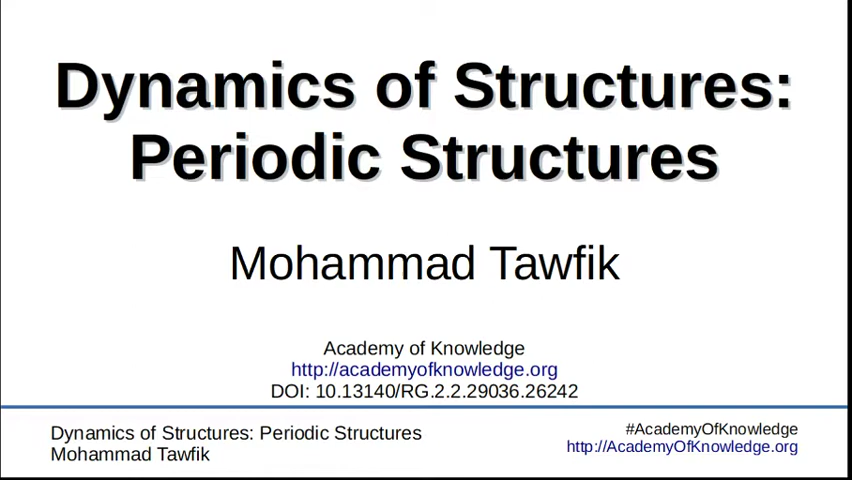 Dynamics of Structures:
Periodic Structures
Mohammad Tawfik
Academy of Knowledge
http://academyofknowledge.org
DOI: 10.13140/RG.2.2.29036.26242
Dynamics of Structures: Periodic Structures
Mohammad Tawfik
#AcademyOfKnowledge
http://AcademyOfKnowledge.org